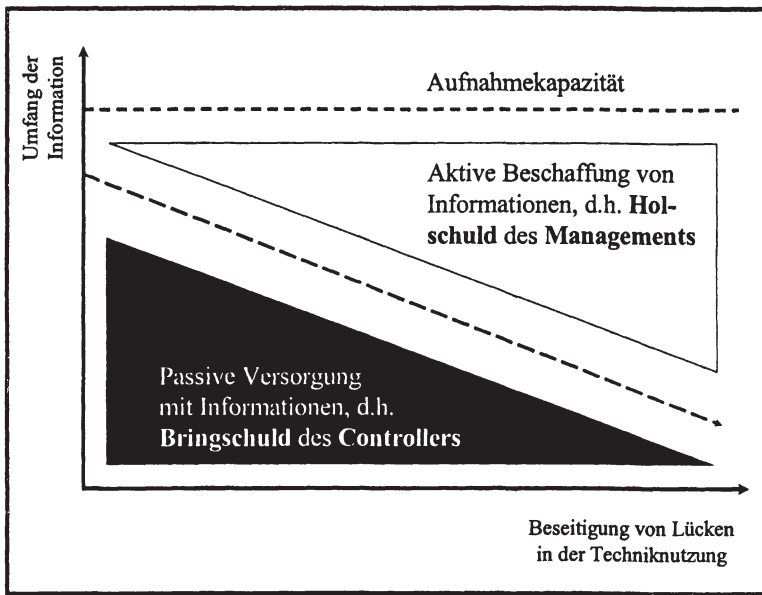 Umfang der
Information
Aufnahmekapazität
Aktive Beschaffung von
Informationen, d.h. Hol-
schuld des Managements
Passive Versorgung
mit Informationen, d.h.
Bringschuld des Controllers
Beseitigung von Lücken
in der Techniknutzung